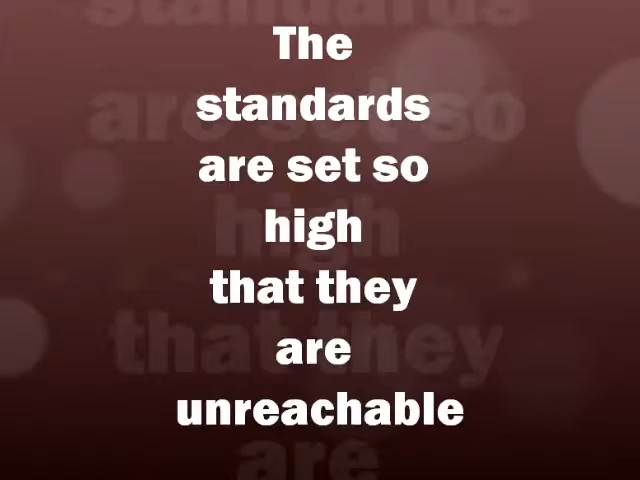 The
standards
are set so
high
that they
are
unreachable